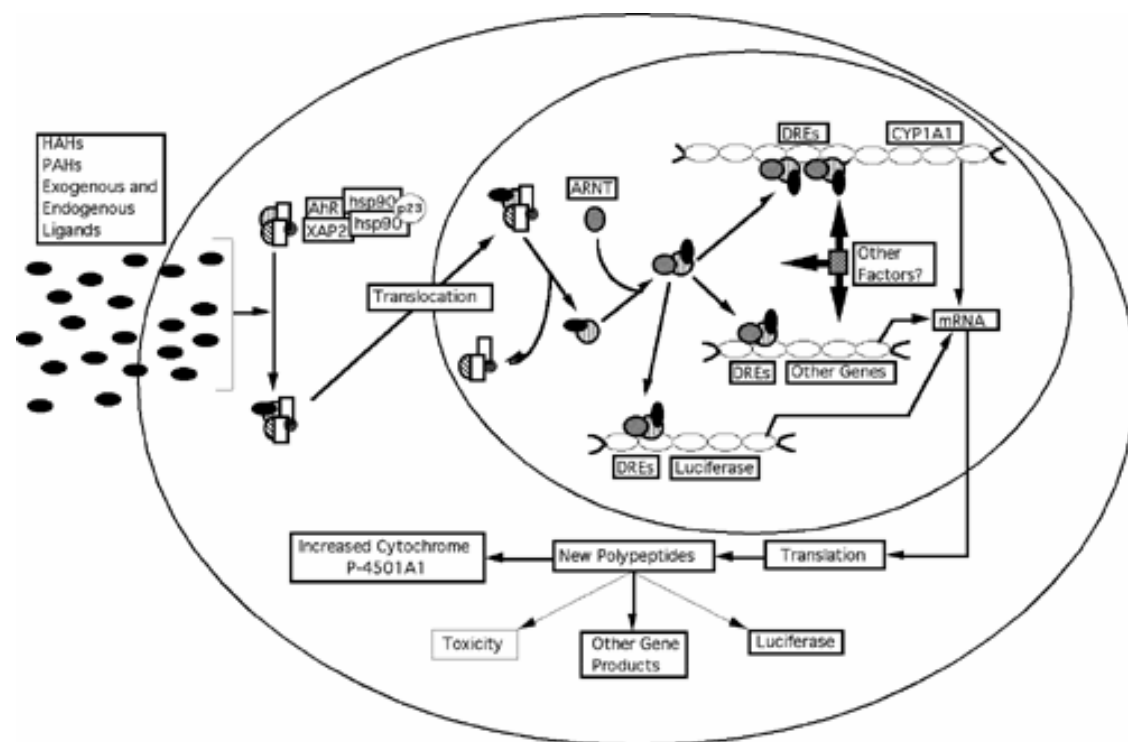 HAHs
PAHs
Exogenous and
Endogenous
Ligands
AhR
hsp90
p23
XAP2
hsp90
Translocation
ARNT
DREs
CYP1A1
Other
Factors?
mRNA
DREs
Other Genes
DREs
Luciferase
Increased Cytochrome
P-4501A1
New Polypeptides
Translation
Toxicity
Other Gene
Products
Luciferase